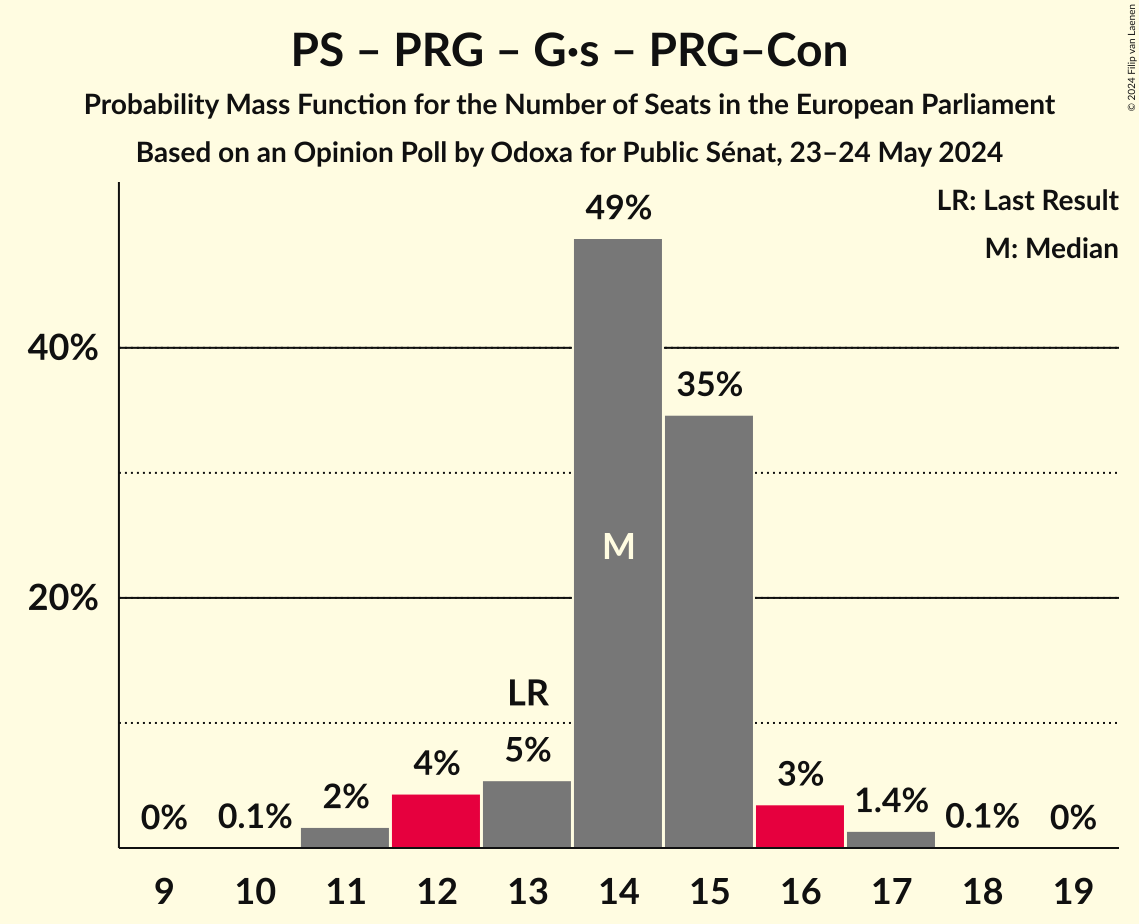 PS – PRG – G·s – PRG–Con
Probability Mass Function for the Number of Seats in the European Parliament
Based on an Opinion Poll by Odoxa for Public Sénat, 23–24 May 2024
© 2024 Filip van Laenen
LR: Last Result
M: Median
49%
40%
35%
M
20%
LR
5%
4%
3%
2%
1.4%
0% 0.1% 0.1% 0%
9 10 11 12 13 14 15 16 17 18 19